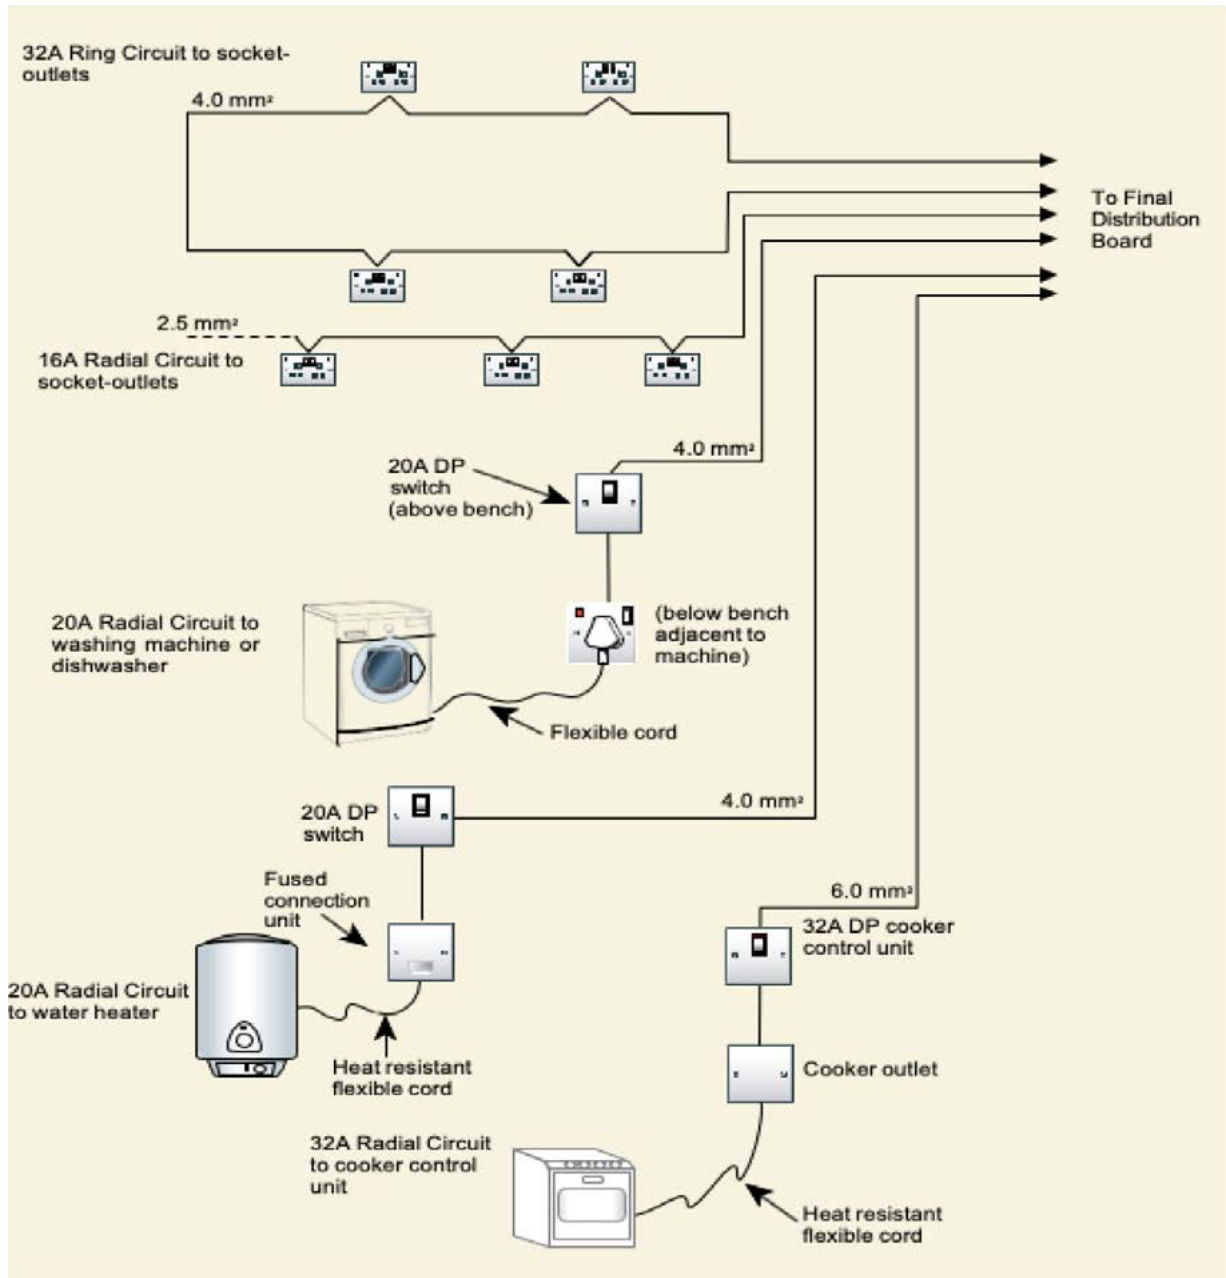 32A Ring Circuit to socket-
outlets
4.0 mm²
To Final
Distribution
Board
2.5 mm²
16A Radial Circuit to
socket-outlets
4.0 mm²
20A DP
switch
(above bench)
20A Radial Circuit to
washing machine or
dishwasher
(below bench
adjacent to
machine)
Flexible cord
20A DP
switch
4.0 mm²
Fused
connection
unit
6.0 mm²
32A DP cooker
control unit
20A Radial Circuit
to water heater
Heat resistant
flexible cord
Cooker outlet
32A Radial Circuit
to cooker control
unit
Heat resistant
flexible cord